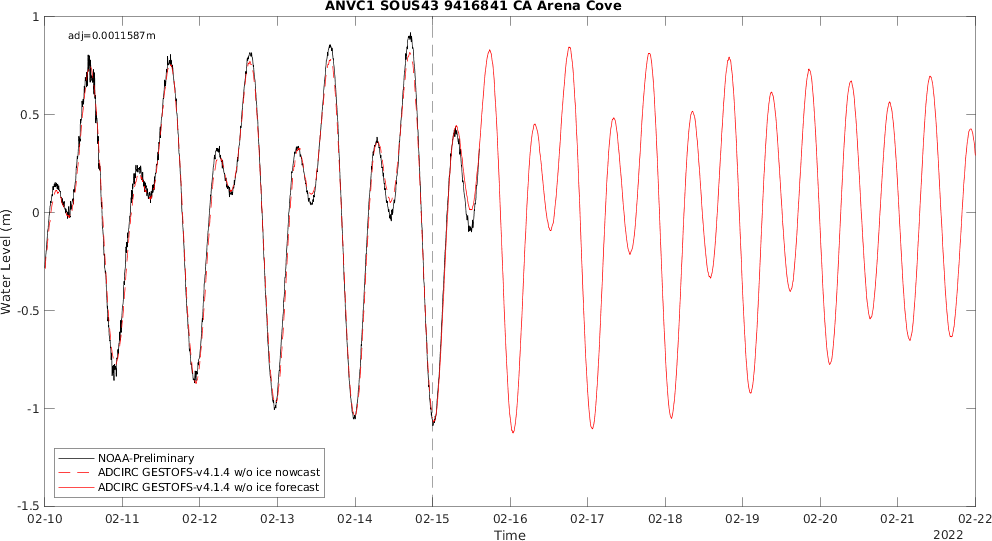 ANVC1 SOUS43 9416841 CA Arena Cove
adj=0.0011587m
1
0.5
0
-0.5
-1
-1.5
Water Level (m)
NOAA-Preliminary
ADCIRC GESTOFS-v4.1.4 w/o ice nowcast
ADCIRC GESTOFS-v4.1.4 w/o ice forecast
02-10 02-11 02-12 02-13 02-14 02-15 02-16 02-17 02-18 02-19 02-20 02-21 02-22
Time
2022